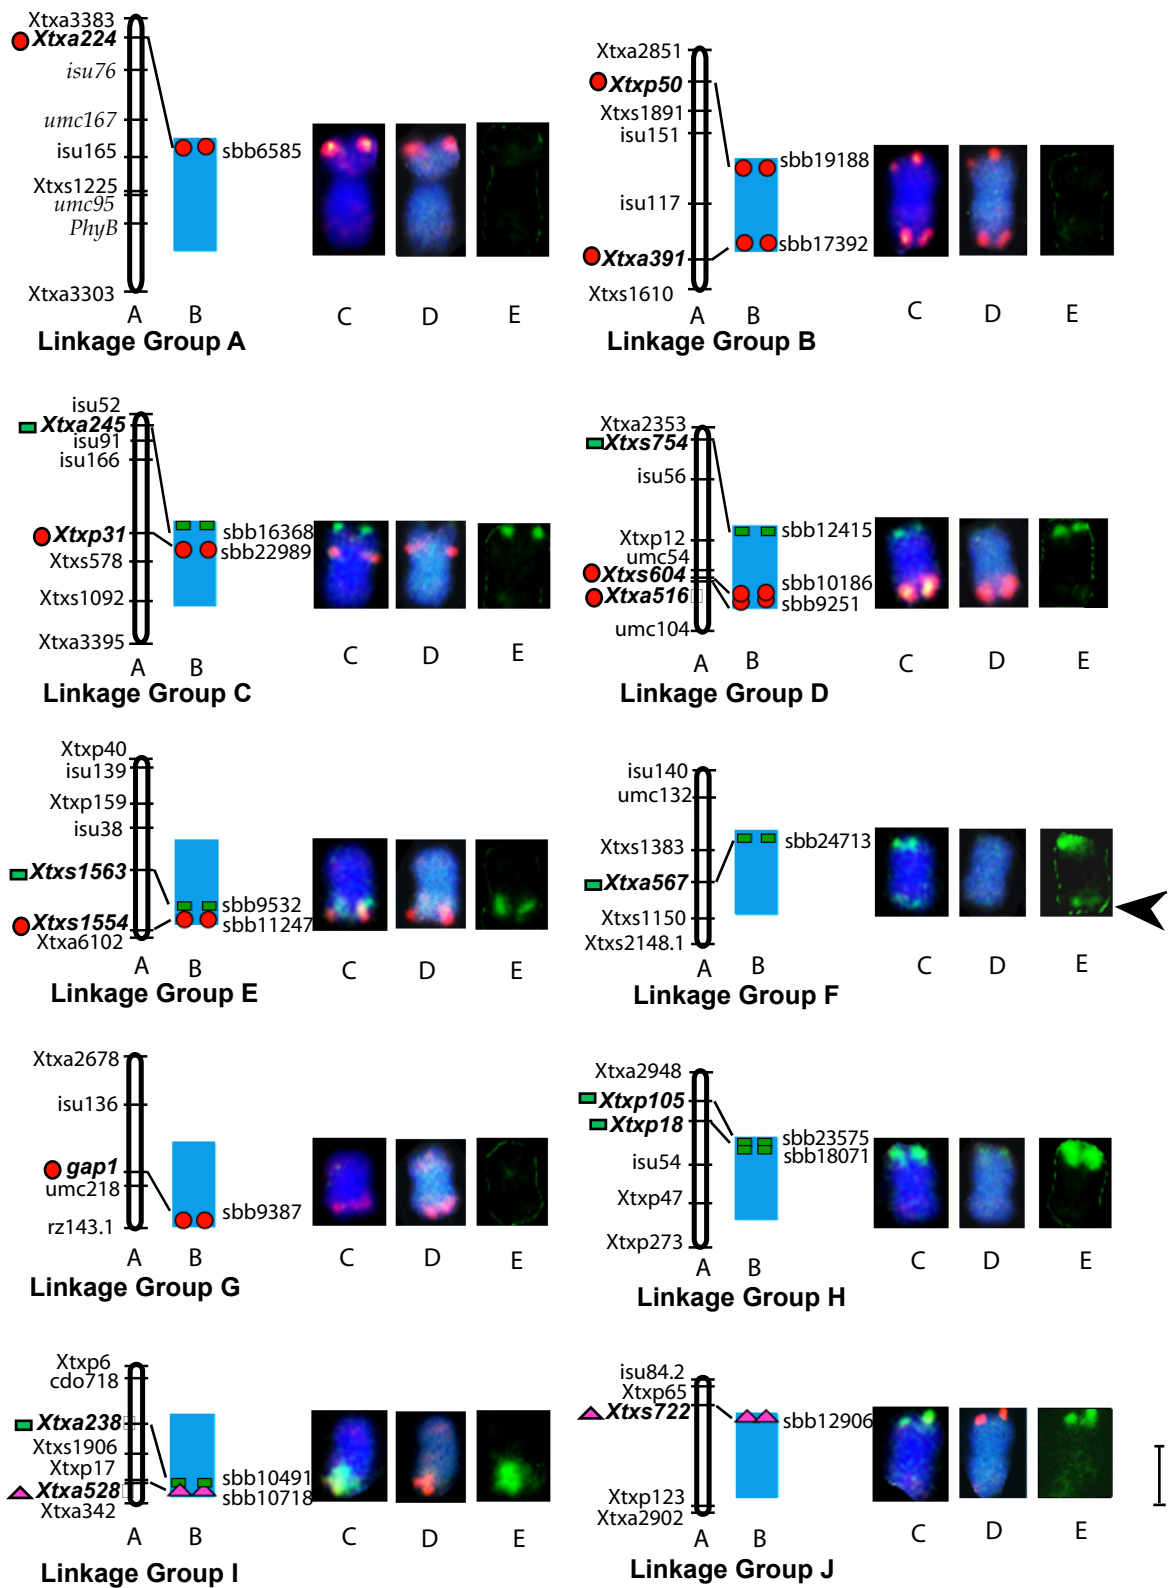 Xtxa3383
Xtxa224
isu76
umc167
isu165
Xtxs1225
umc95
PhyB
Xtxa3303
sbb6585
A B C D E
Linkage Group A
Xtxa2851
Xtxp50
Xtxs1891
isu151
isu117
Xtxa391
Xtxs1610
sbb19188
sbb17392
A B C D E
Linkage Group B
isu52
Xtxa245
isu91
isu166
Xtxp31
Xtxs578
Xtxs1092
Xtxa3395
sbb16368
sbb22989
A B C D E
Linkage Group C
Xtxa2353
Xtxs754
isu56
Xtxp12
umc54
Xtxs604
Xtxa516
umc104
sbb12415
sbb10186
sbb9251
A B C D E
Linkage Group D
Xtxp40
isu139
Xtxp159
isu38
Xtxs1563
Xtxs1554
Xtxa6102
sbb9532
sbb11247
A B C D E
Linkage Group E
isu140
umc132
Xtxs1383
Xtxa567
Xtxs1150
Xtxs2148.1
sbb24713
A B C D E
Linkage Group F
Xtxa2678
isu136
gap1
umc218
rz143.1
sbb9387
A B C D E
Linkage Group G
Xtxa2948
Xtxp105
Xtxp18
isu54
Xtxp47
Xtxp273
sbb23575
sbb18071
A B C D E
Linkage Group H
Xtxp6
cdo718
Xtxa238
Xtxs1906
Xtxp17
Xtxa528
Xtxa342
sbb10491
sbb10718
A B C D E
Linkage Group I
isu84.2
Xtxp65
Xtxs722
Xtxp123
Xtxa2902
sbb12906
A B C D E
Linkage Group J